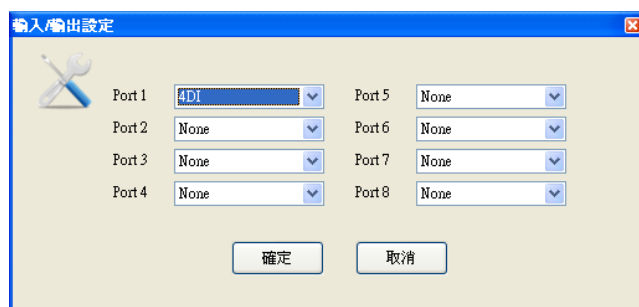 輸入/輸出設定
Port 1 4DI Port 5 None
Port 2 None Port 6 None
Port 3 None Port 7 None
Port 4 None Port 8 None
確定 取消